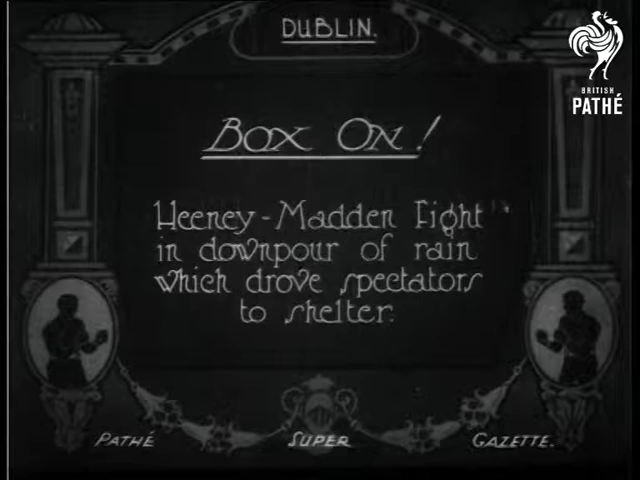 DUBLIN.
BRITISH
PATHÉ
BOX ON!
Heeney-Madden Fight
in downpour of rain
which drove spectators
to shelter.
PATHÉ SUPER GAZETTE.